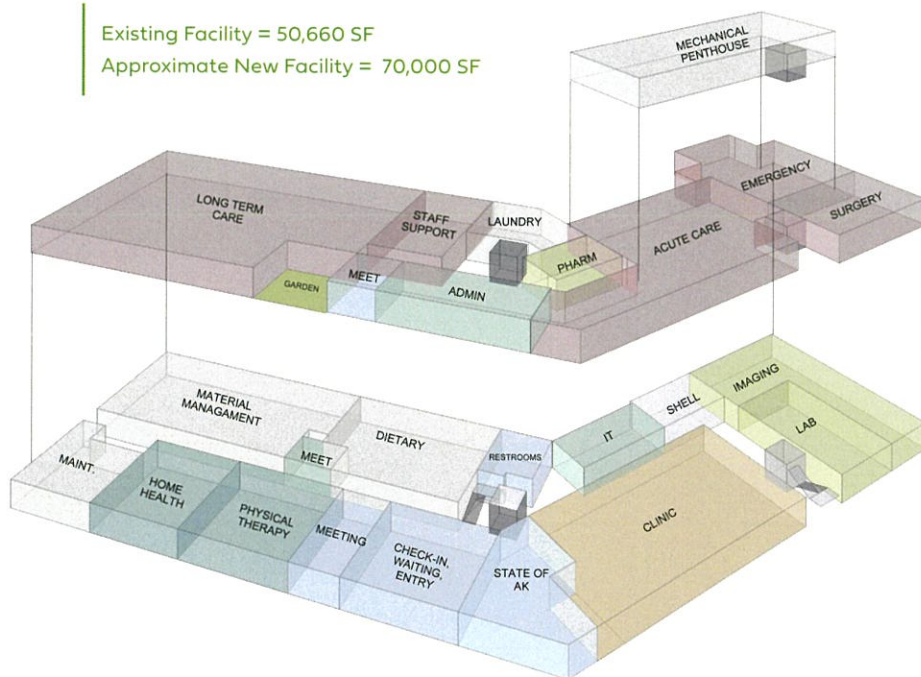 Existing Facility = 50,660 SF
Approximate New Facility = 70,000 SF
MECHANICAL
PENTHOUSE
EMERGENCY
SURGERY
LONG TERM
CARE
STAFF
SUPPORT
LAUNDRY
ACUTE CARE
PHARM
MEET
GARDEN
ADMIN
MATERIAL
MANAGAMENT
DIETARY
MEET
RESTROOMS
IT
SHELL
IMAGING
LAB
MAINT.
HOME
HEALTH
PHYSICAL
THERAPY
MEETING
CHECK-IN,
WAITING,
ENTRY
STATE OF
AK
CLINIC